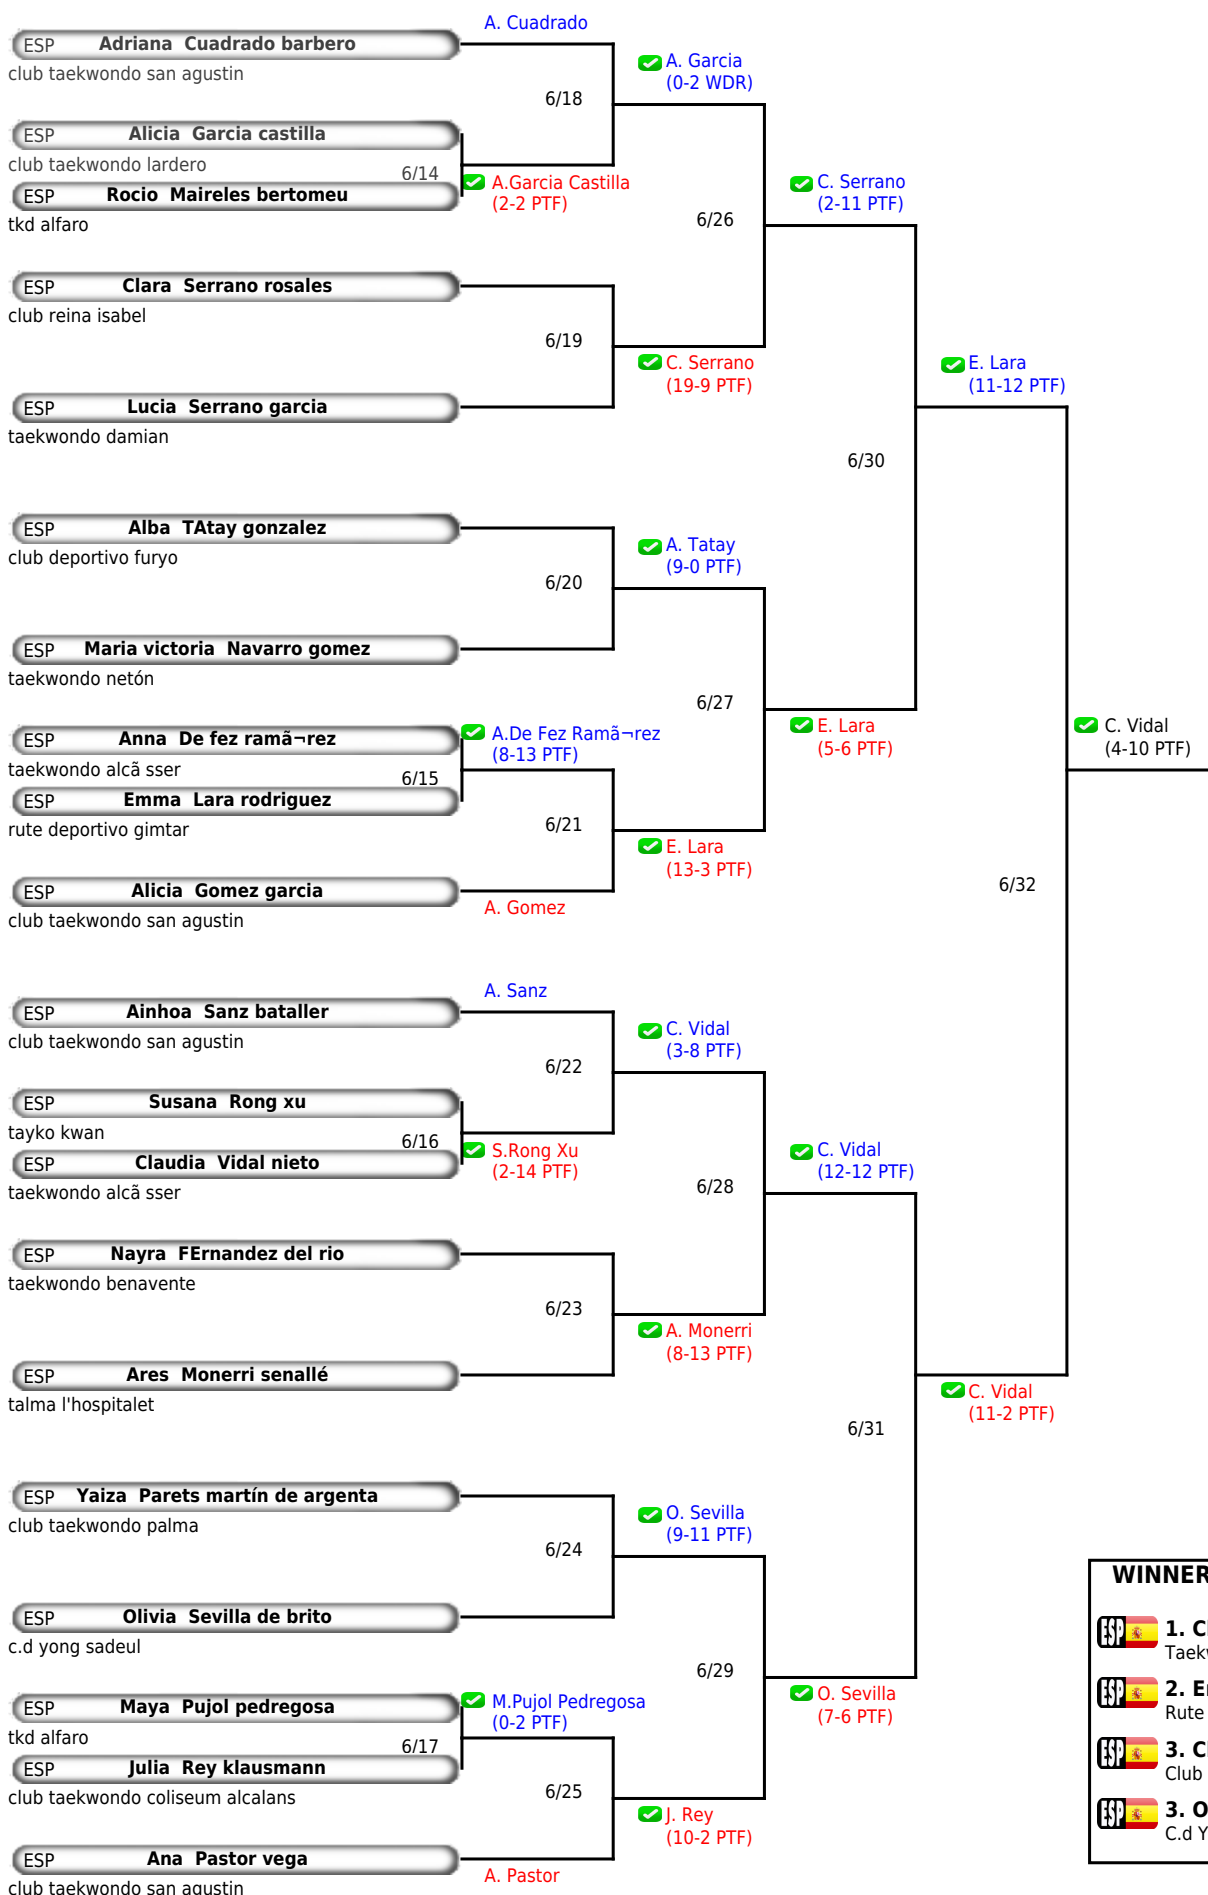 A. Cuadrado
ESP Adriana Cuadrado barbero
club taekwondo san agustin
A. Garcia
(0-2 WDR)
6/18
ESP Alicia Garcia castilla
club taekwondo lardero
6/14
A.Garcia Castilla
(2-2 PTF)
ESP Rocio Maireles bertomeu
tkd alfaro
C. Serrano
(2-11 PTF)
6/26
ESP Clara Serrano rosales
club reina isabel
6/19
C. Serrano
(19-9 PTF)
E. Lara
(11-12 PTF)
ESP Lucia Serrano garcia
taekwondo damian
6/30
ESP Alba TAtay gonzalez
club deportivo furyo
A. Tatay
(9-0 PTF)
6/20
ESP Maria victoria Navarro gomez
taekwondo netón
6/27
ESP Anna De fez ramã¬rez
taekwondo alcã sser
A.De Fez Ramã¬rez
(8-13 PTF)
E. Lara
(5-6 PTF)
C. Vidal
(4-10 PTF)
6/15
ESP Emma Lara rodriguez
rute deportivo gimtar
6/21
E. Lara
(13-3 PTF)
6/32
ESP Alicia Gomez garcia
club taekwondo san agustin
A. Gomez
A. Sanz
ESP Ainhoa Sanz bataller
club taekwondo san agustin
C. Vidal
(3-8 PTF)
6/22
ESP Susana Rong xu
tayko kwan
6/16
S.Rong Xu
(2-14 PTF)
C. Vidal
(12-12 PTF)
ESP Claudia Vidal nieto
taekwondo alcã sser
6/28
ESP Nayra FErnandez del rio
taekwondo benavente
6/23
A. Monerri
(8-13 PTF)
ESP Ares Monerri senallé
talma l'hospitalet
C. Vidal
(11-2 PTF)
6/31
ESP Yaiza Parets martín de argenta
club taekwondo palma
O. Sevilla
(9-11 PTF)
6/24
ESP Olivia Sevilla de brito
c.d yong sadeul
6/29
O. Sevilla
(7-6 PTF)
ESP Maya Pujol pedregosa
tkd alfaro
M.Pujol Pedregosa
(0-2 PTF)
6/17
ESP Julia Rey klausmann
club taekwondo coliseum alcalans
6/25
J. Rey
(10-2 PTF)
ESP Ana Pastor vega
club taekwondo san agustin
A. Pastor
WINNER
ESP 1. Cl
Taekw
ESP 2. Em
Rute
ESP 3. Cl
Club
ESP 3. O
C.d Y